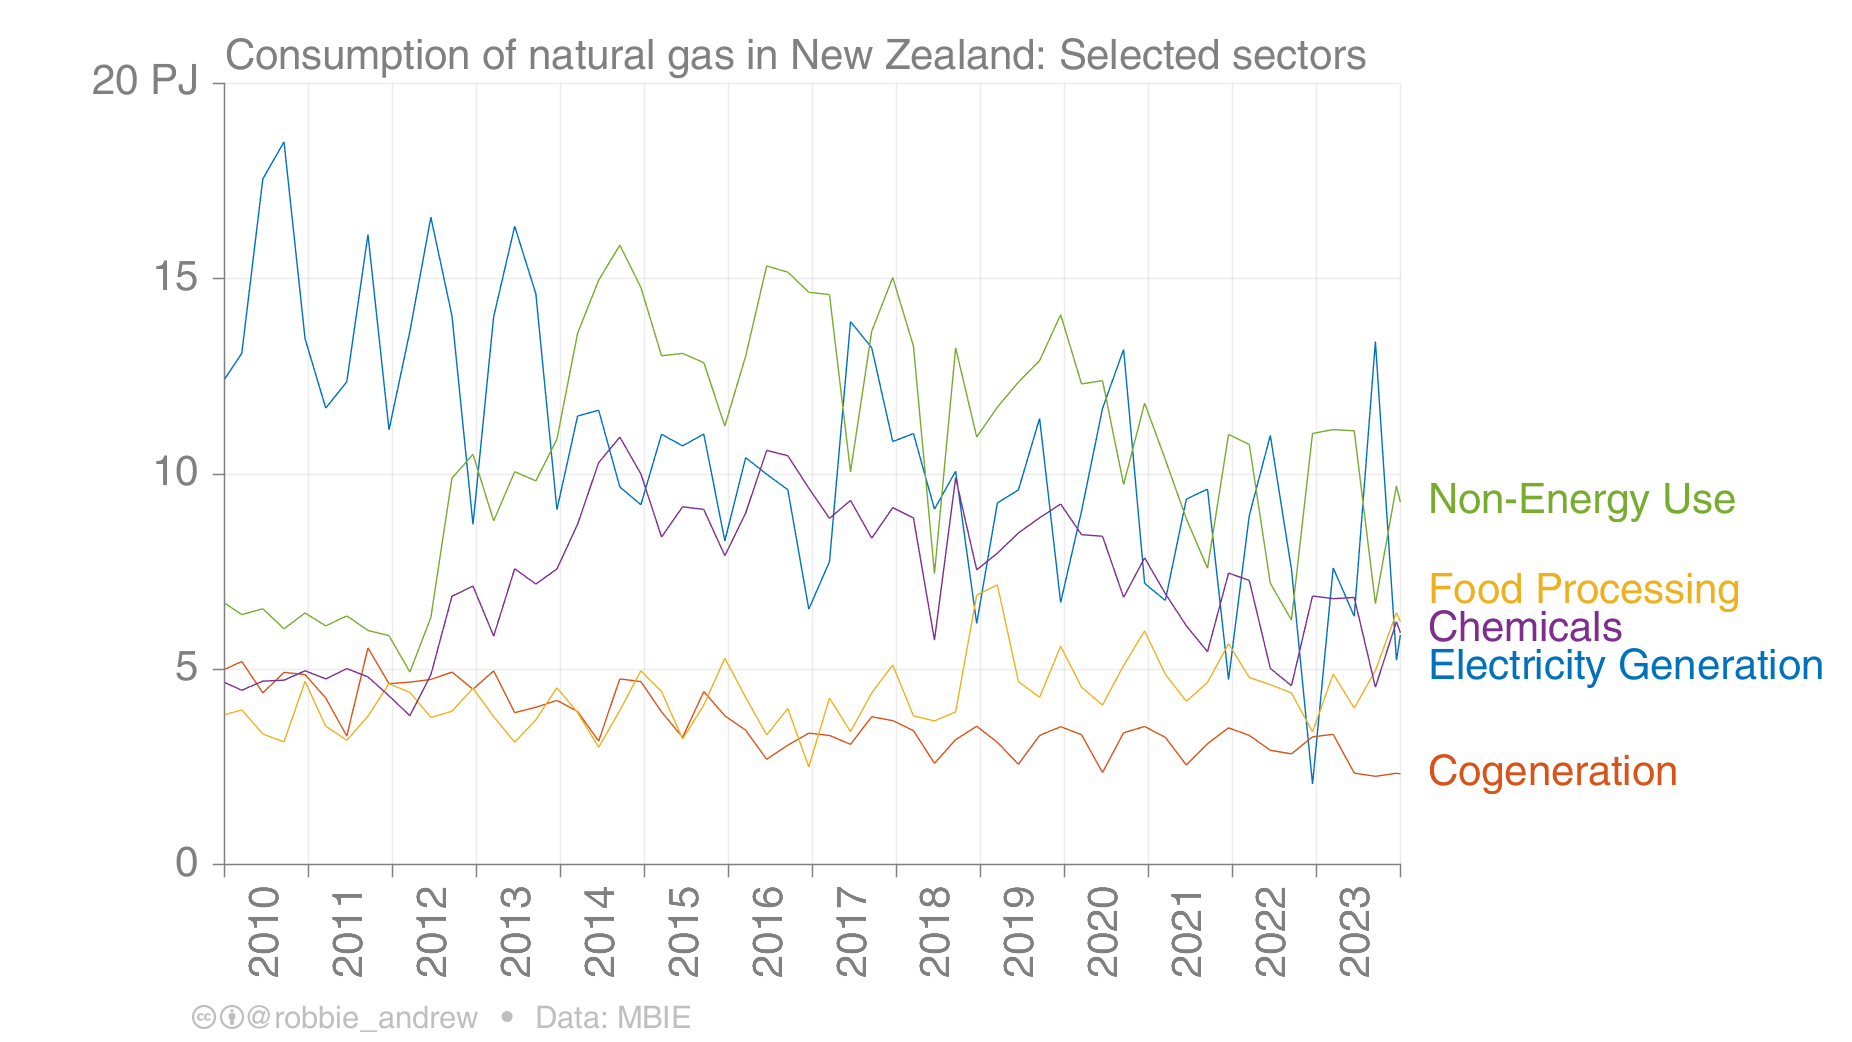 Consumption of natural gas in New Zealand: Selected sectors
20 PJ
15
10
5
0
2010
2011
2012
2013
2014
2015
2016
2017
2018
2019
2020
2021
2022
2023
Non-Energy Use
Food Processing
Chemicals
Electricity Generation
Cogeneration
@robbie_andrew • Data: MBIE